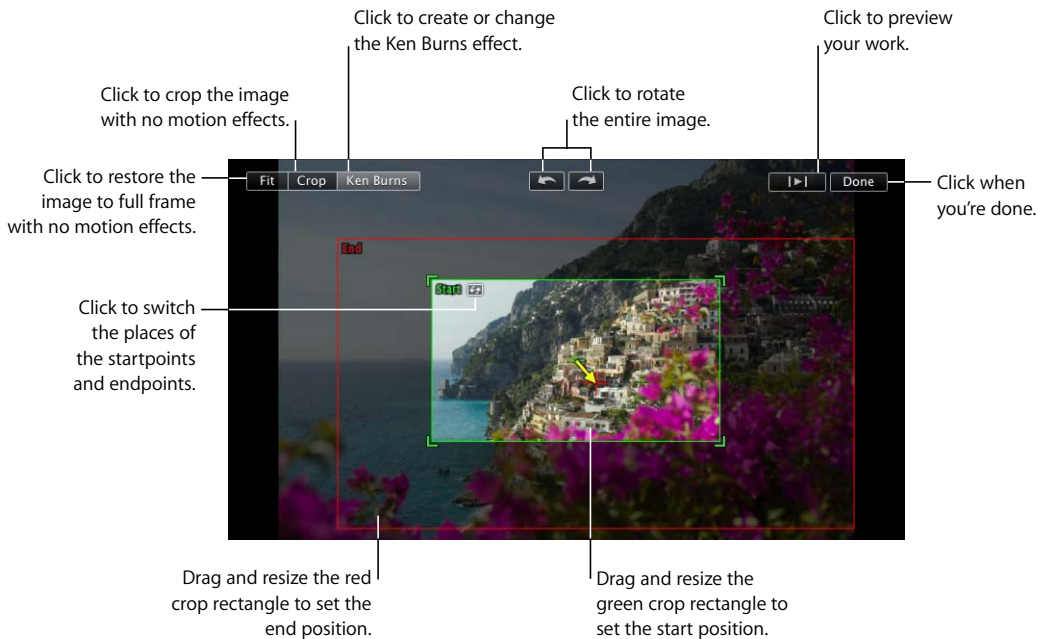 Click to create or change
the Ken Burns effect.
Click to preview
your work.
Click to crop the image
with no motion effects.
Click to rotate
the entire image.
Click to restore the
image to full frame
with no motion effects.
Fit Crop Ken Burns
Done
Click when
you’re done.
End
Start
Click to switch
the places of
the startpoints
and endpoints.
Drag and resize the red
crop rectangle to set the
end position.
Drag and resize the
green crop rectangle to
set the start position.